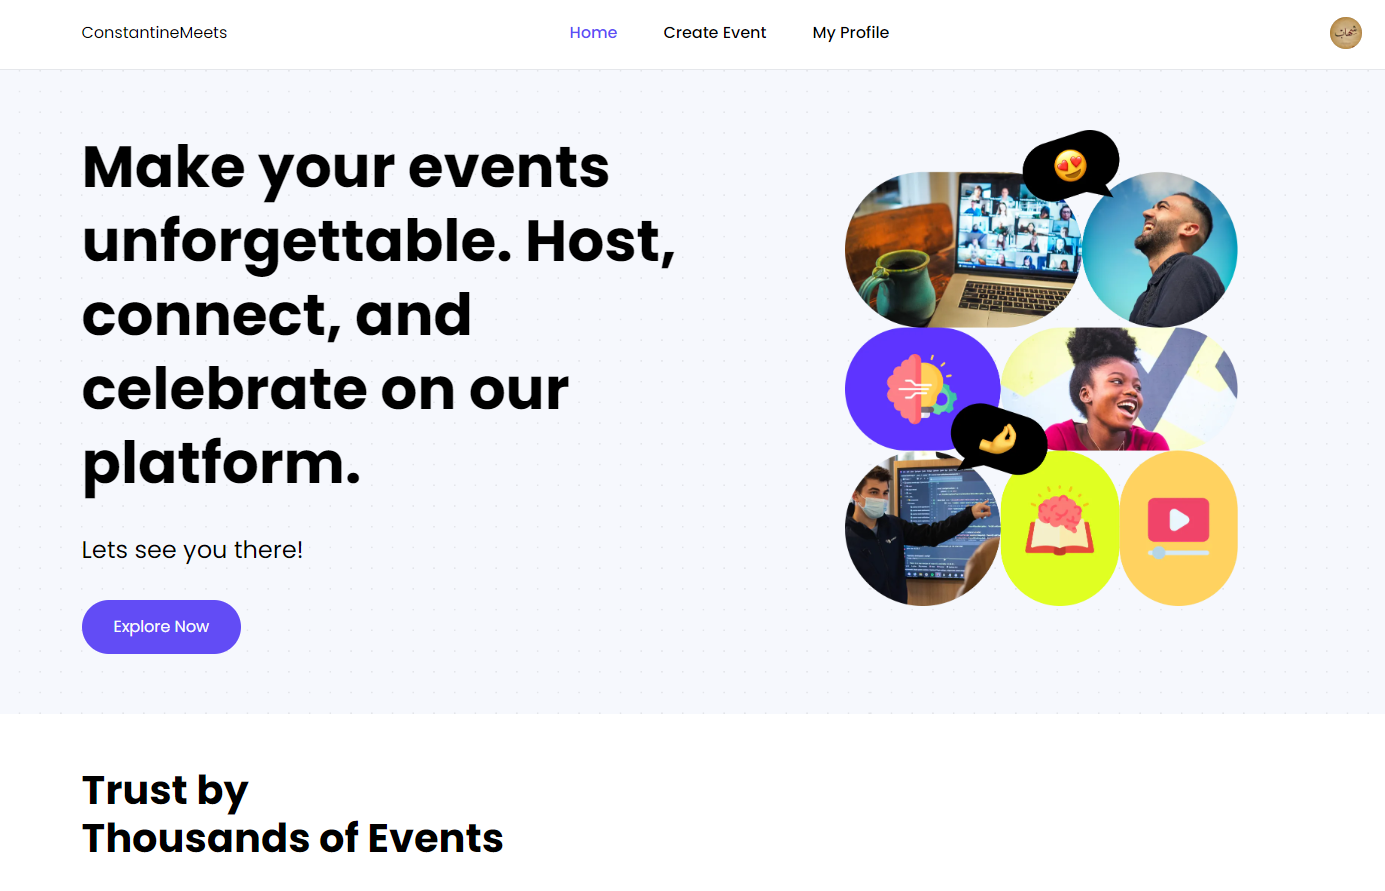 ConstantineMeets
Home
Create Event
My Profile
شهاب
Make your events
unforgettable. Host,
connect, and
celebrate on our
platform.
Lets see you there!
Explore Now
Trust by
Thousands of Events